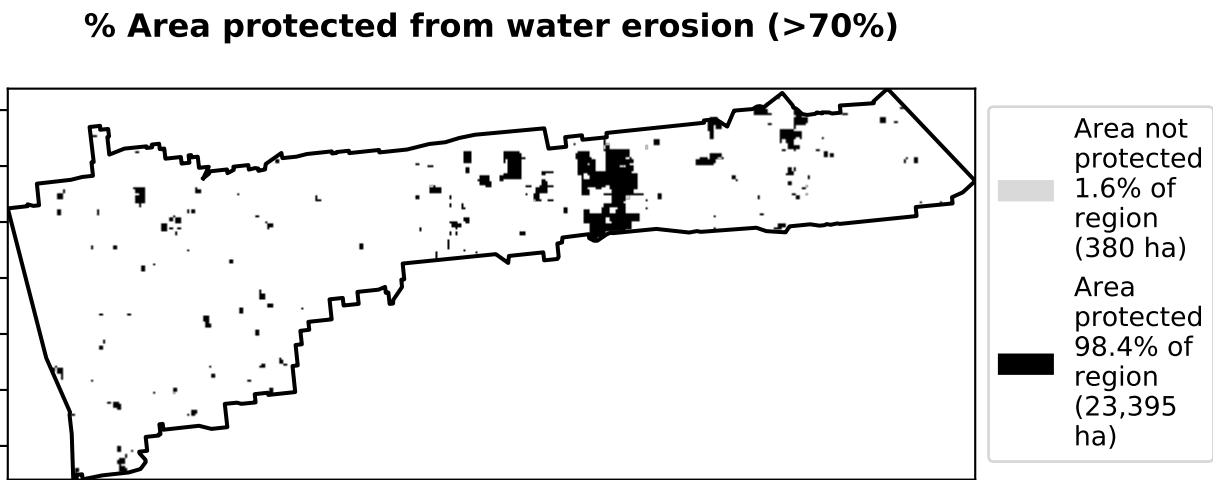 % Area protected from water erosion (>70%)
Area not
protected
1.6% of
region
(380 ha)
Area
protected
98.4% of
region
(23,395
ha)